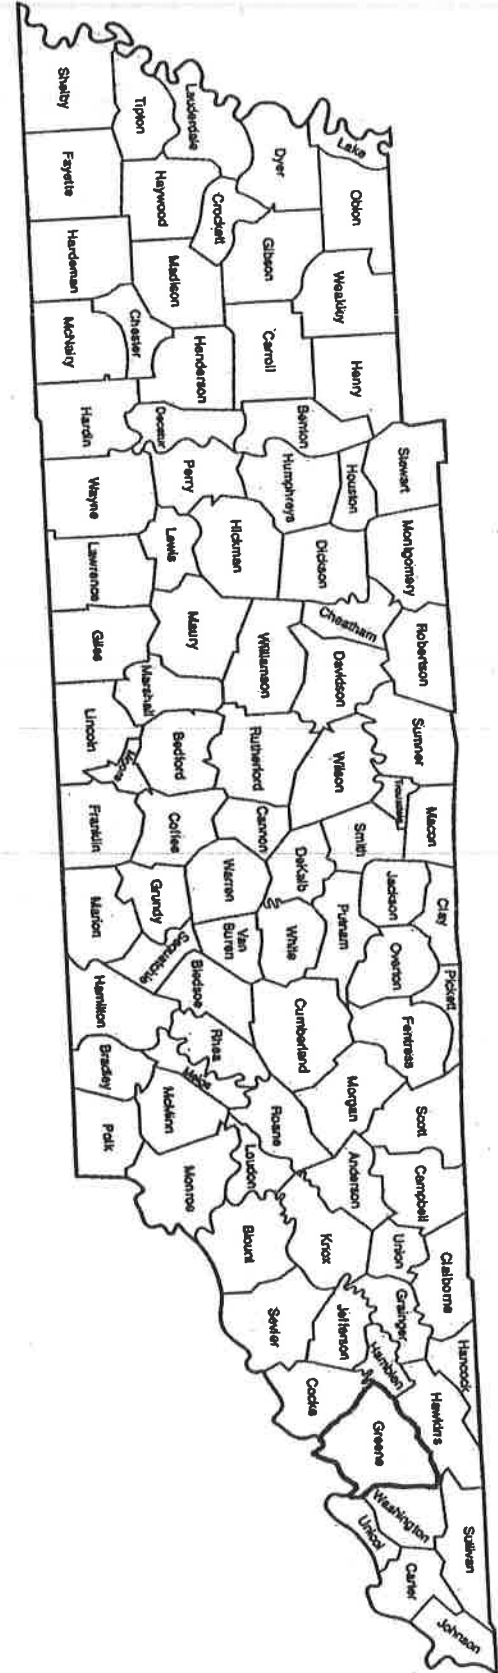 Shelby
Tipton
Lauderdale
Dyer
Lake
Obion
Fayette
Haywood
Crockett
Gibson
Weakley
Hardeman
Madison
Carroll
Henry
McNairy
Chester
Henderson
Benton
Hardin
Decatur
Perry
Humphreys
Houston
Stewart
Wayne
Lewis
Hickman
Dickson
Montgomery
Lawrence
Maury
Williamson
Cheatham
Robertson
Giles
Marshall
Davidson
Sumner
Lincoln
Bedford
Rutherford
Wilson
Trousdale
Macon
Moore
Franklin
Coffee
Cannon
Smith
Clay
Warren
DeKalb
Jackson
Marion
Grundy
Van
Buren
White
Putnam
Overton
Pickett
Sequatchie
Bledsoe
Cumberland
Fentress
Hamilton
Rhea
Meigs
Morgan
Scott
Bradley
McMinn
Roane
Anderson
Campbell
Polk
Monroe
Loudon
Knox
Union
Claiborne
Blount
Grainger
Hancock
Sevier
Jefferson
Hamblen
Hawkins
Cocke
Greene
Washington
Sullivan
Unicoi
Carter
Johnson